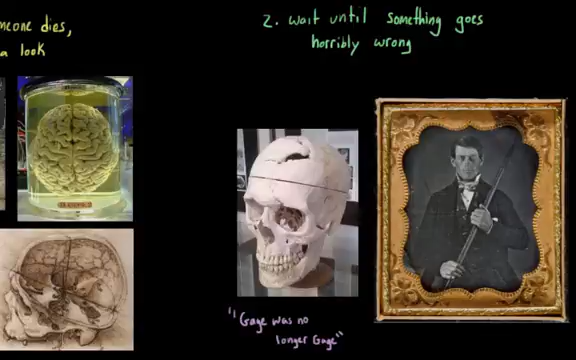 meone dies,
a look
2. wait until something goes
horribly wrong
"Gage was no
longer Gage"